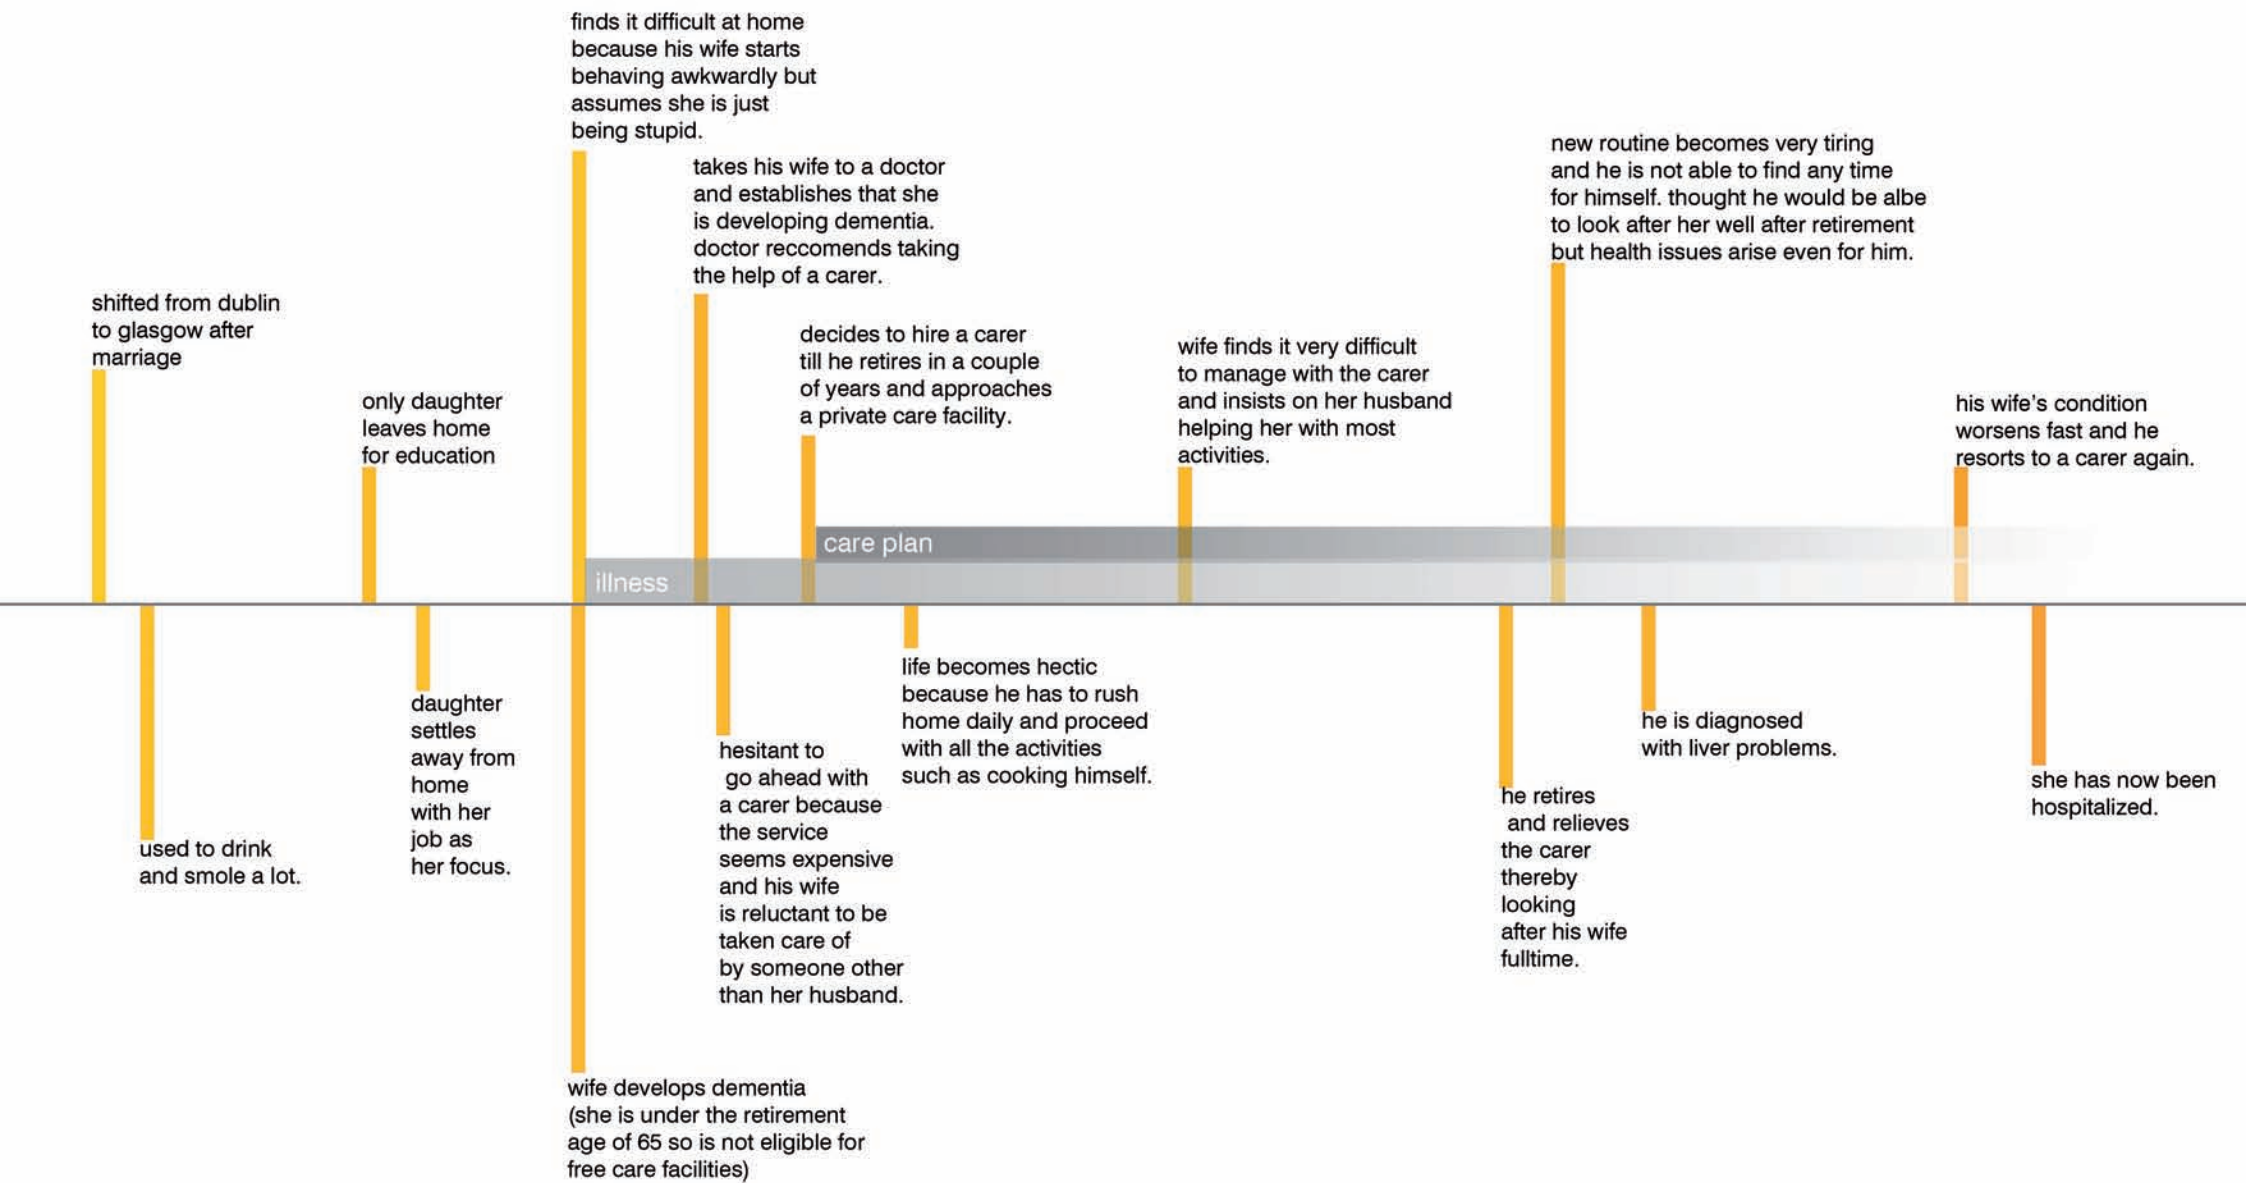 finds it difficult at home
because his wife starts
behaving awkwardly but
assumes she is just
being stupid.
takes his wife to a doctor
and establishes that she
is developing dementia.
doctor reccomends taking
the help of a carer.
new routine becomes very tiring
and he is not able to find any time
for himself. thought he would be albe
to look after her well after retirement
but health issues arise even for him.
shifted from dublin
to glasgow after
marriage
only daughter
leaves home
for education
decides to hire a carer
till he retires in a couple
of years and approaches
a private care facility.
wife finds it very difficult
to manage with the carer
and insists on her husband
helping her with most
activities.
his wife's condition
worsens fast and he
resorts to a carer again.
care plan
illness
used to drink
and smole a lot.
daughter
settles
away from
home
with her
job as
her focus.
hesitant to
go ahead with
a carer because
the service
seems expensive
and his wife
is reluctant to be
taken care of
by someone other
than her husband.
life becomes hectic
because he has to rush
home daily and proceed
with all the activities
such as cooking himself.
he retires
and relieves
the carer
thereby
looking
after his wife
fulltime.
he is diagnosed
with liver problems.
she has now been
hospitalized.
wife develops dementia
(she is under the retirement
age of 65 so is not eligible for
free care facilities)